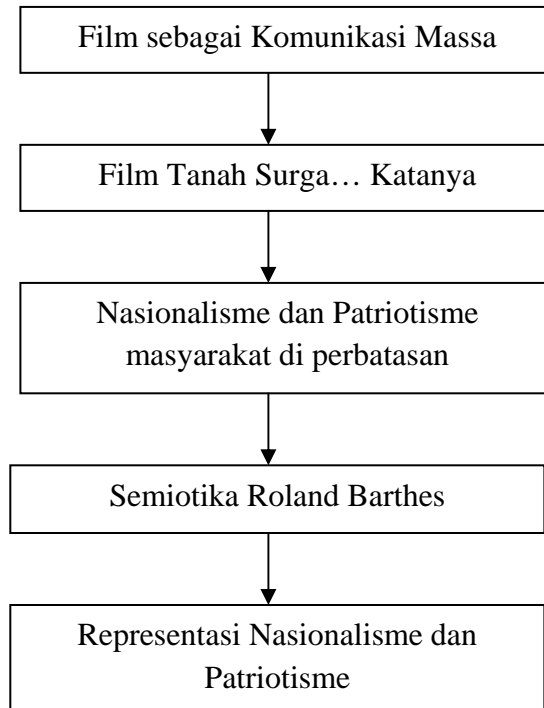 Film sebagai Komunikasi Massa
Film Tanah Surga… Katanya
Nasionalisme dan Patriotisme
masyarakat di perbatasan
Semiotika Roland Barthes
Representasi Nasionalisme dan
Patriotisme